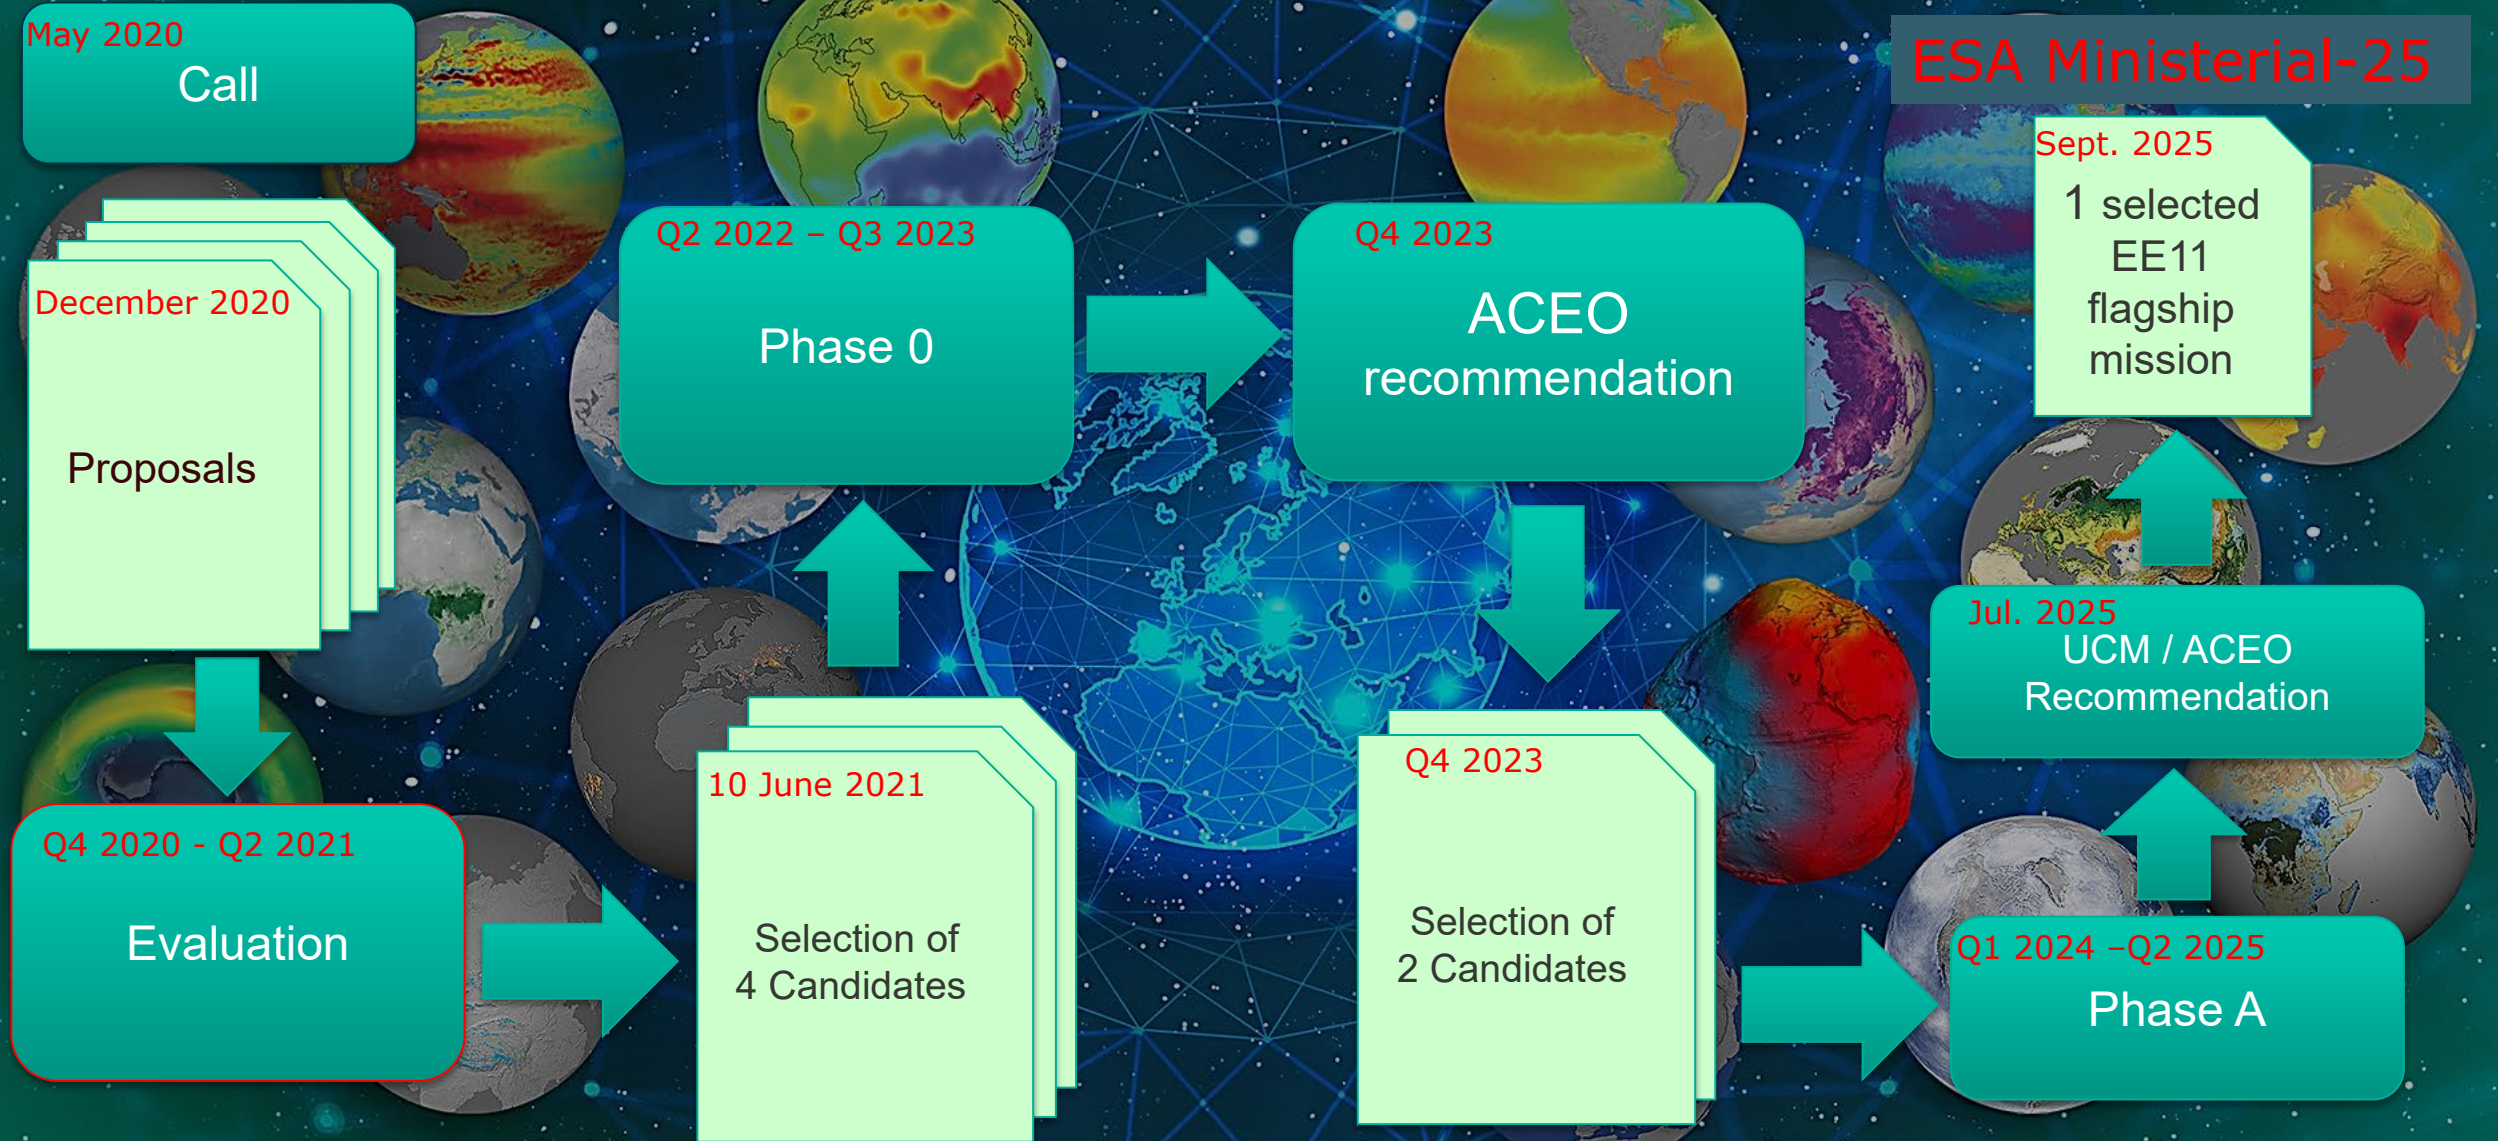 May 2020
Call
December 2020
Proposals
Q4 2020 - Q2 2021
Evaluation
10 June 2021
Selection of
4 Candidates
Q2 2022 – Q3 2023
Phase 0
Q4 2023
ACEO
recommendation
Q4 2023
Selection of
2 Candidates
Q1 2024 –Q2 2025
Phase A
Jul. 2025
UCM / ACEO
Recommendation
Sept. 2025
1 selected
EE11
flagship
mission
ESA Ministerial-25